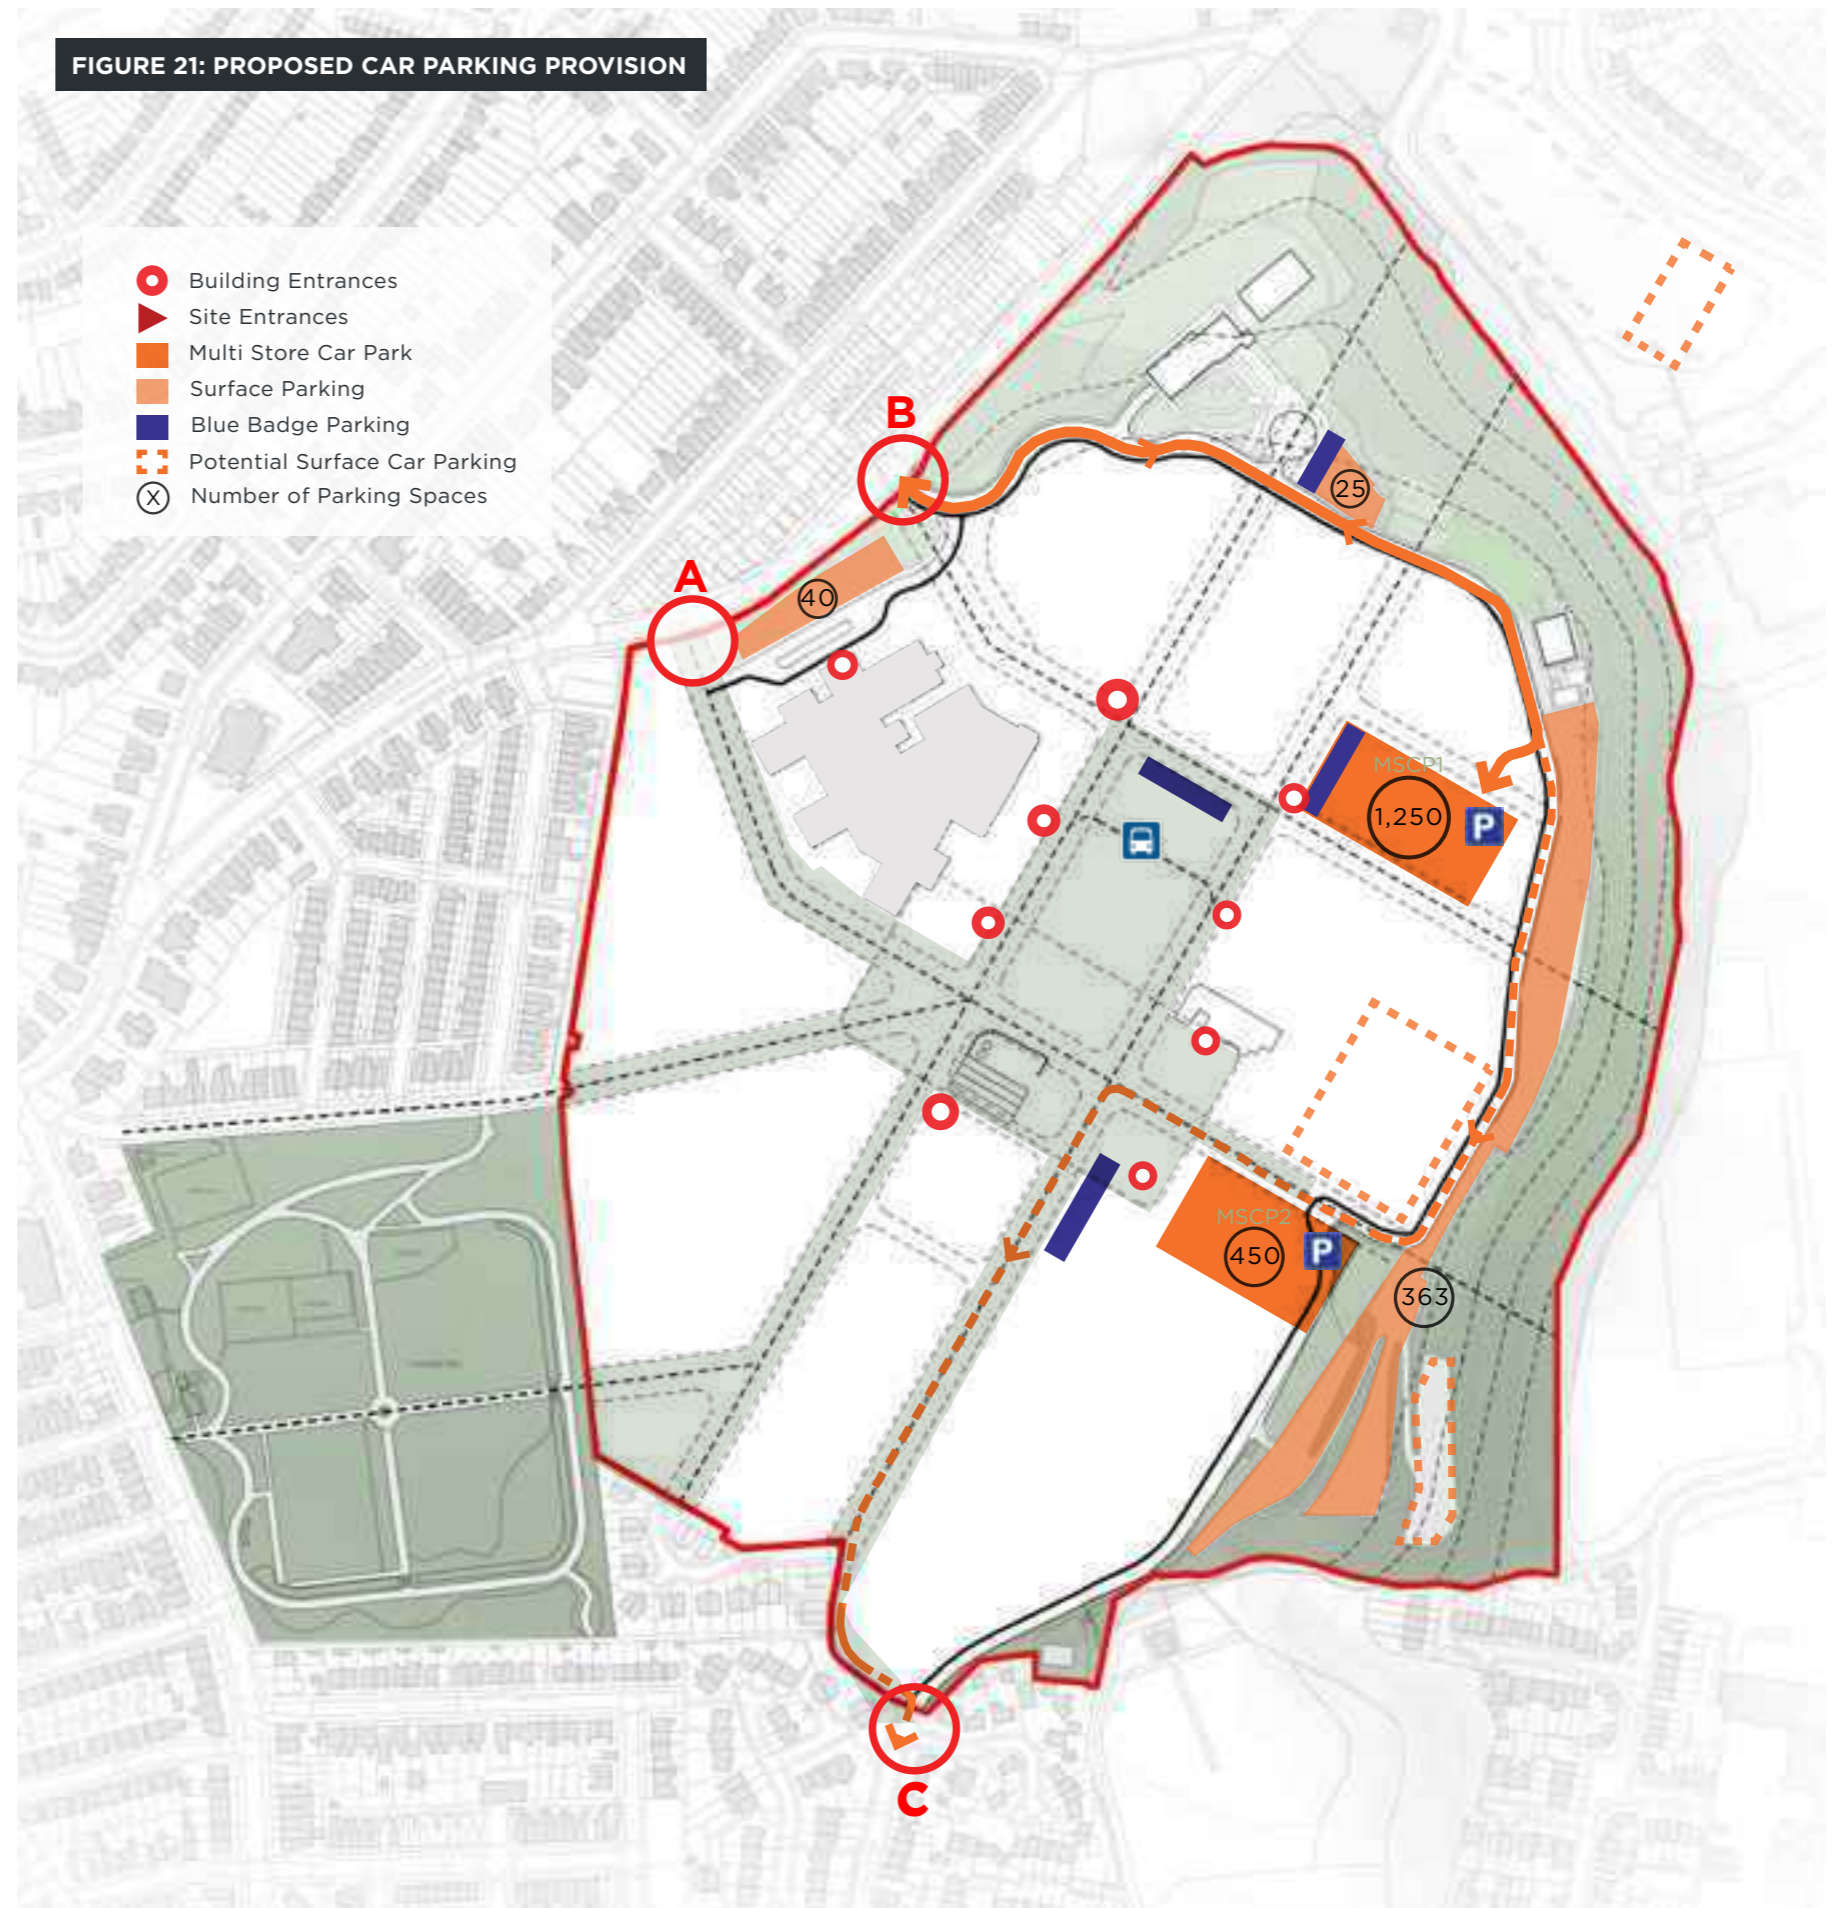 FIGURE 21: PROPOSED CAR PARKING PROVISION
Building Entrances
Site Entrances
Multi Store Car Park
Surface Parking
Blue Badge Parking
Potential Surface Car Parking
X Number of Parking Spaces
B
25
A
40
MSCP1
1,250
P
MSCP2
450
P
363
C